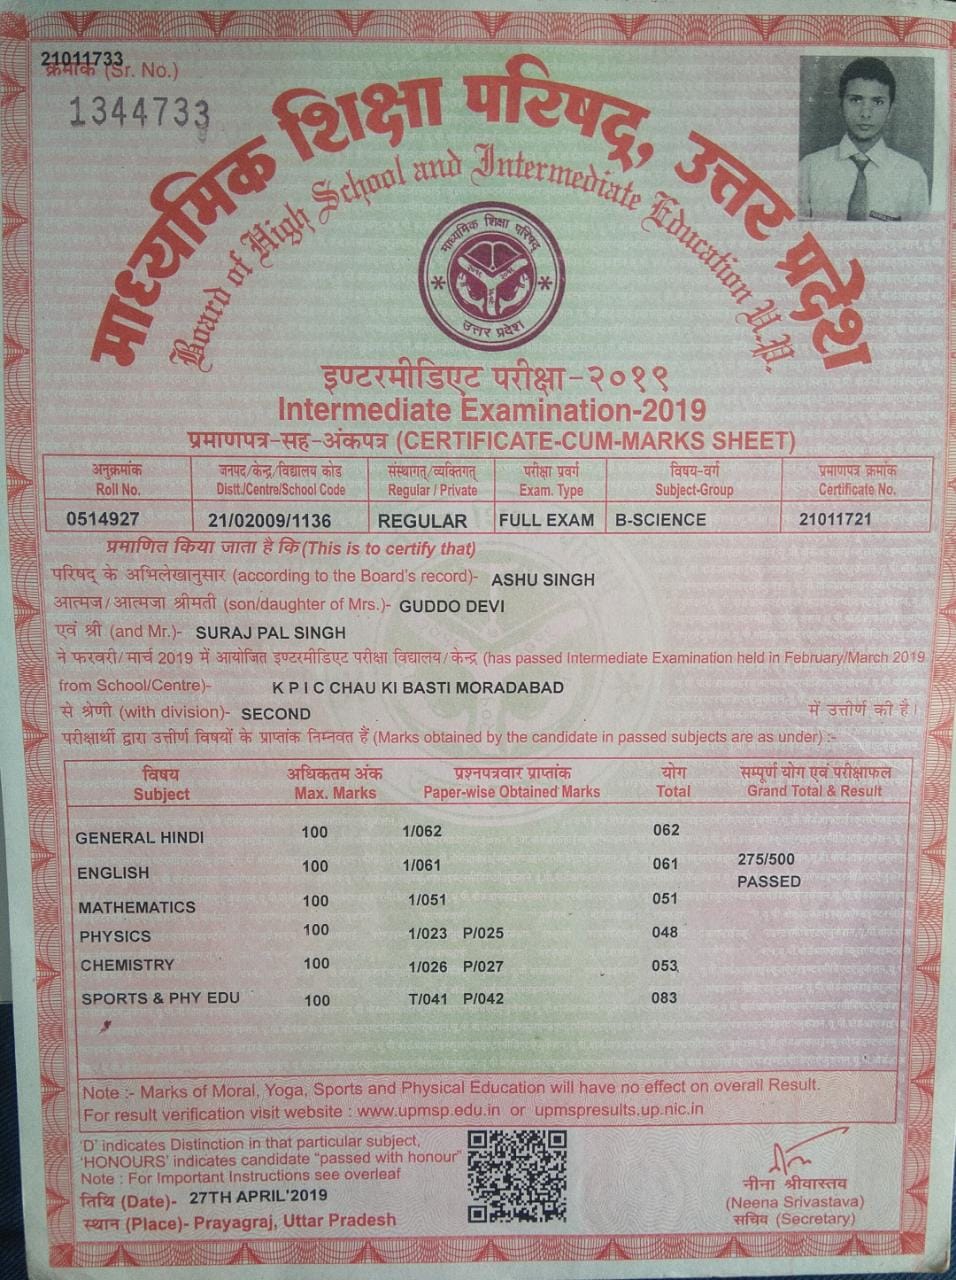 21011733
क्रमांक (Sr. No.)
1344733
माध्यमिक शिक्षा परिषद्, उत्तर प्रदेश
Board of High School and Intermediate Education U.P.
माध्यमिक शिक्षा परिषद्
उत्तर प्रदेश
इण्टरमीडिएट परीक्षा-२०१९
Intermediate Examination-2019
प्रमाणपत्र-सह-अंकपत्र (CERTIFICATE-CUM-MARKS SHEET)
अनुक्रमांक जनपद/केन्द्र/विद्यालय कोड संस्थागत्/व्यक्तिगत् परीक्षा प्रवर्ग विषय-वर्ग प्रमाणपत्र क्रमांक
Roll No. Distt./Centre/School Code Regular / Private Exam. Type Subject-Group Certificate No.
0514927 21/02009/1136 REGULAR FULL EXAM B-SCIENCE 21011721
प्रमाणित किया जाता है कि (This is to certify that)
परिषद् के अभिलेखानुसार (according to the Board's record)- ASHU SINGH
आत्मज/आत्मजा श्रीमती (son/daughter of Mrs.)- GUDDO DEVI
एवं श्री (and Mr.)- SURAJ PAL SINGH
ने फरवरी/मार्च 2019 में आयोजित इण्टरमीडिएट परीक्षा विद्यालय/केन्द्र (has passed Intermediate Examination held in February/March 2019
from School/Centre)- K P I C CHAU KI BASTI MORADABAD
से श्रेणी (with division)- SECOND में उत्तीर्ण की है।
परीक्षार्थी द्वारा उत्तीर्ण विषयों के प्राप्तांक निम्नवत हैं (Marks obtained by the candidate in passed subjects are as under) :-
विषय अधिकतम अंक प्रश्नपत्रवार प्राप्तांक योग सम्पूर्ण योग एवं परीक्षाफल
Subject Max. Marks Paper-wise Obtained Marks Total Grand Total & Result
GENERAL HINDI 100 1/062 062
ENGLISH 100 1/061 061 275/500
PASSED
MATHEMATICS 100 1/051 051
PHYSICS 100 1/023 P/025 048
CHEMISTRY 100 1/026 P/027 053
SPORTS & PHY EDU 100 T/041 P/042 083
Note :- Marks of Moral, Yoga, Sports and Physical Education will have no effect on overall Result.
For result verification visit website : www.upmsp.edu.in or upmspresults.up.nic.in
'D' indicates Distinction in that particular subject,
'HONOURS' indicates candidate "passed with honour"
Note : For Important Instructions see overleaf
तिथि (Date)- 27TH APRIL'2019
स्थान (Place)- Prayagraj, Uttar Pradesh
नीना श्रीवास्तव
(Neena Srivastava)
सचिव (Secretary)